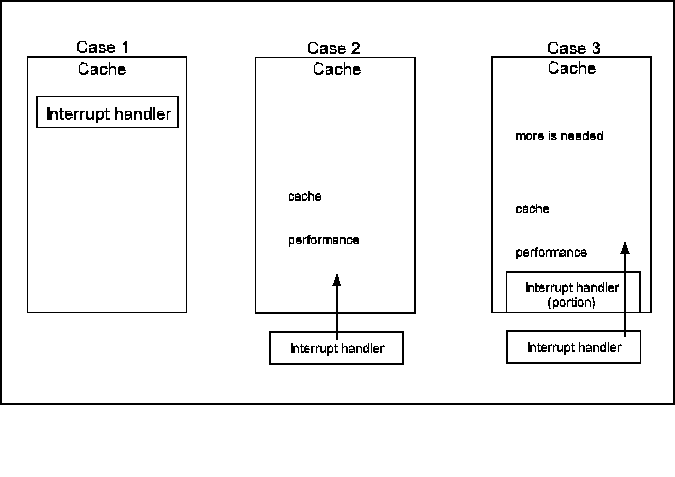 Case 1
Cache
Interrupt handler
Case 2
Cache
cache
performance
Interrupt handler
Case 3
Cache
more is needed
cache
performance
Interrupt handler
(portion)
Interrupt handler